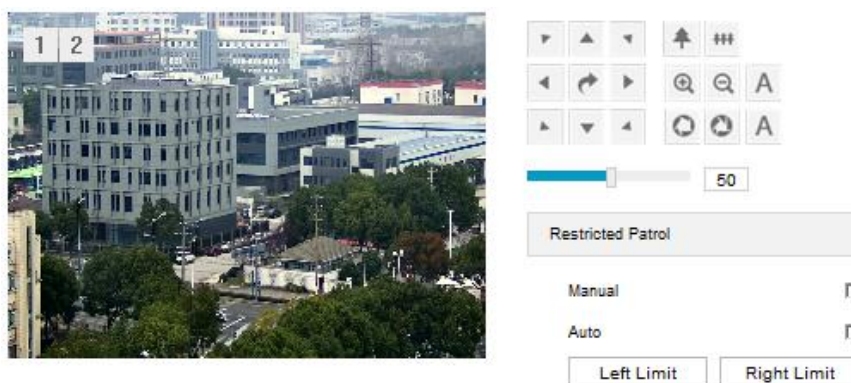 1 2
A
A
50
Restricted Patrol
Manual
Auto
Left Limit
Right Limit